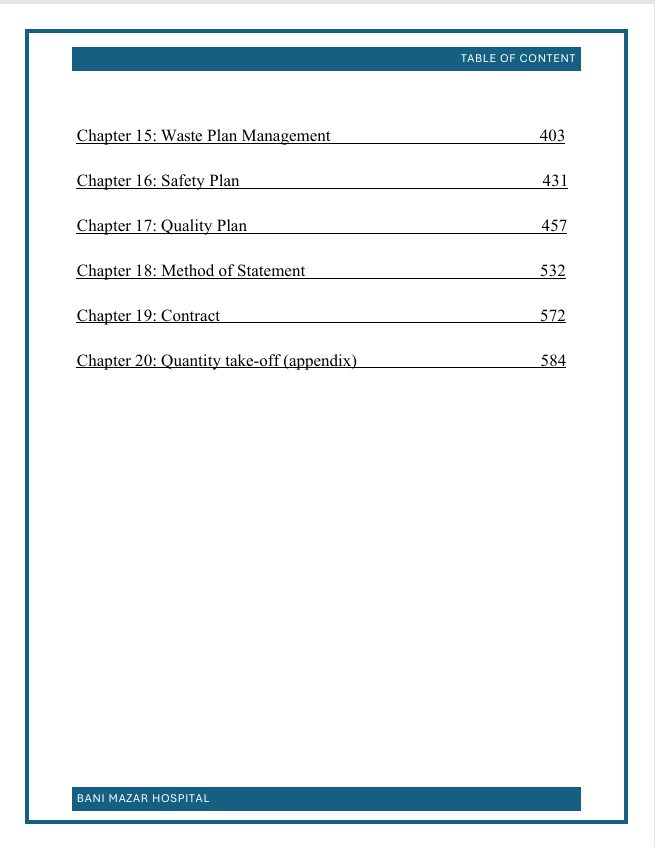 TABLE OF CONTENT
Chapter 15: Waste Plan Management 403
Chapter 16: Safety Plan 431
Chapter 17: Quality Plan 457
Chapter 18: Method of Statement 532
Chapter 19: Contract 572
Chapter 20: Quantity take-off (appendix) 584
BANI MAZAR HOSPITAL